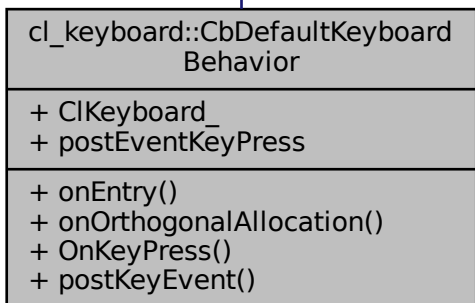 cl_keyboard::CbDefaultKeyboard
Behavior
+ ClKeyboard_
+ postEventKeyPress
+ onEntry()
+ onOrthogonalAllocation()
+ OnKeyPress()
+ postKeyEvent()